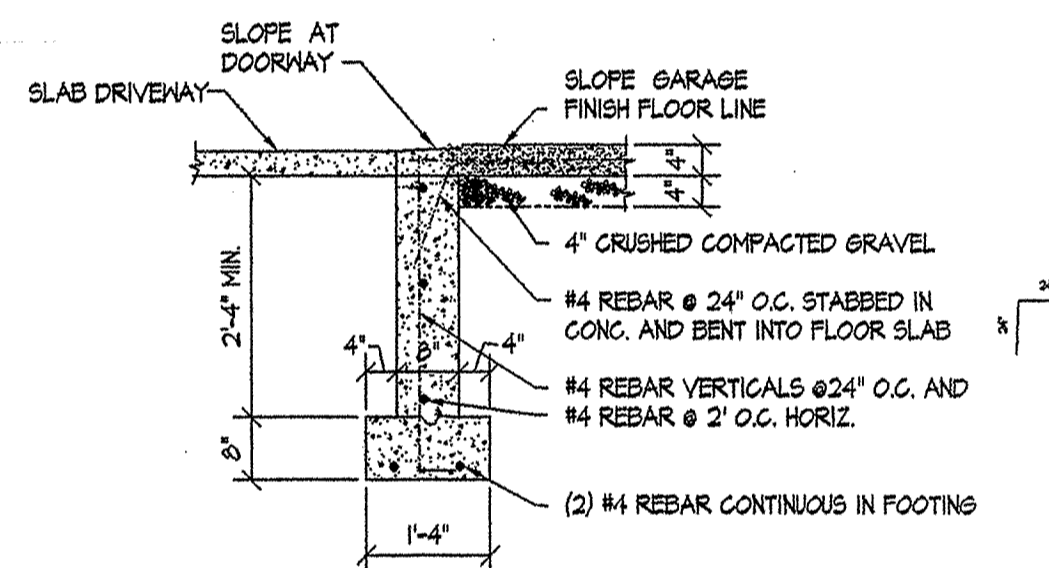 SLOPE AT
DOORWAY
SLAB DRIVEWAY
SLOPE GARAGE
FINISH FLOOR LINE
4"
4"
4" CRUSHED COMPACTED GRAVEL
2'-4" MIN.
#4 REBAR @ 24" O.C. STABBED IN
CONC. AND BENT INTO FLOOR SLAB
4" 8" 4"
#4 REBAR VERTICALS @24" O.C. AND
#4 REBAR @ 2' O.C. HORIZ.
8"
(2) #4 REBAR CONTINUOUS IN FOOTING
1'-4"